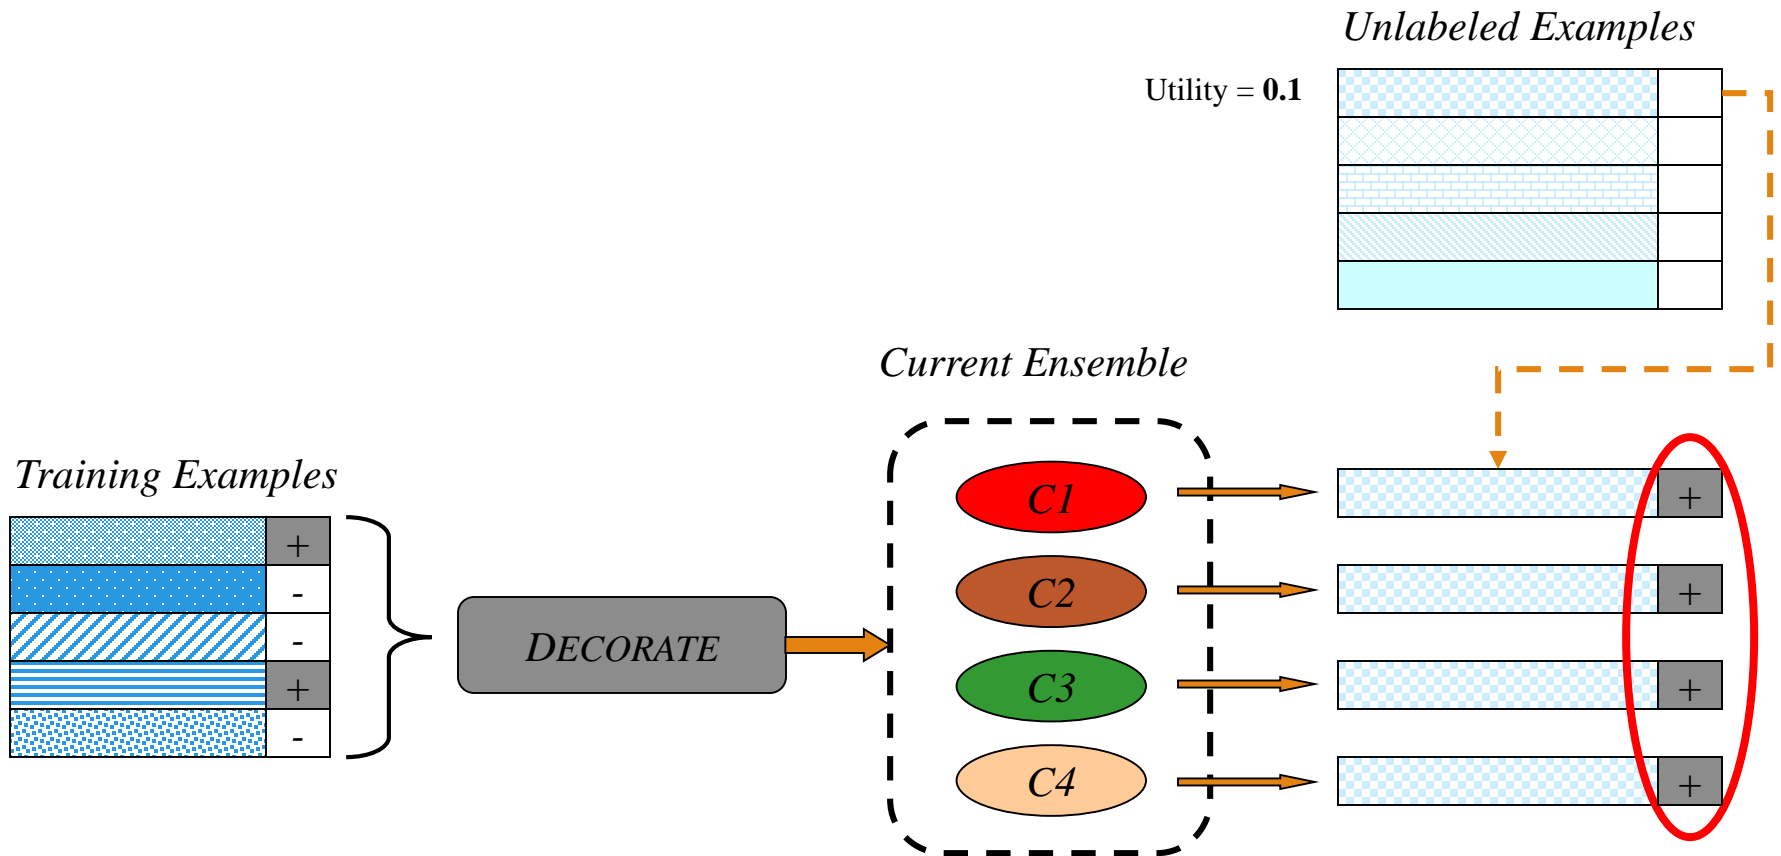 Unlabeled Examples
Utility = 0.1
Current Ensemble
Training Examples
+
-
-
+
-
DECORATE
C1
C2
C3
C4
+
+
+
+